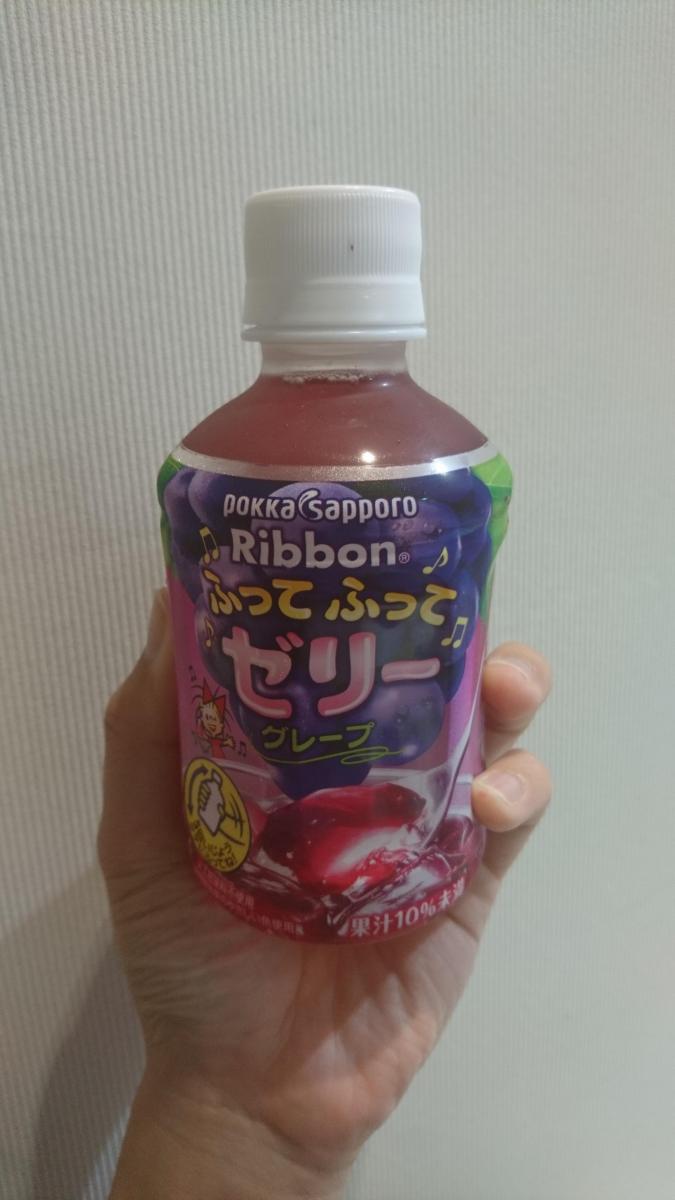 POKKA Sapporo
Ribbon®
ふって ふって
ゼリー
グレープ
果汁10%未満